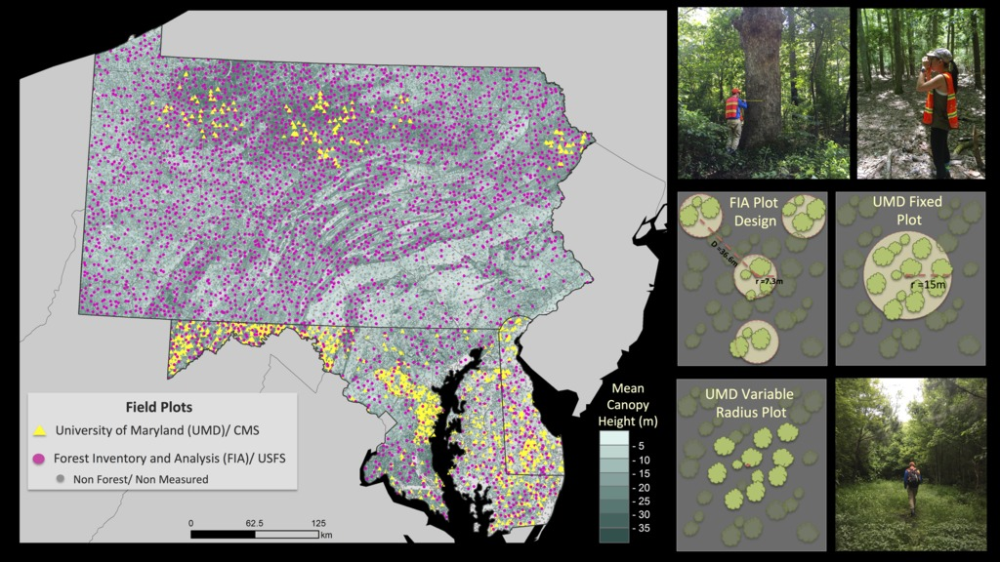 FIA Plot
Design
D =36.6m
r =7.3m
UMD Fixed
Plot
r =15m
Field Plots
University of Maryland (UMD)/ CMS
Forest Inventory and Analysis (FIA)/ USFS
Non Forest/ Non Measured
0 62.5 125
km
Mean
Canopy
Height (m)
- 5
- 10
- 15
- 20
- 25
- 30
- 35
UMD Variable
Radius Plot